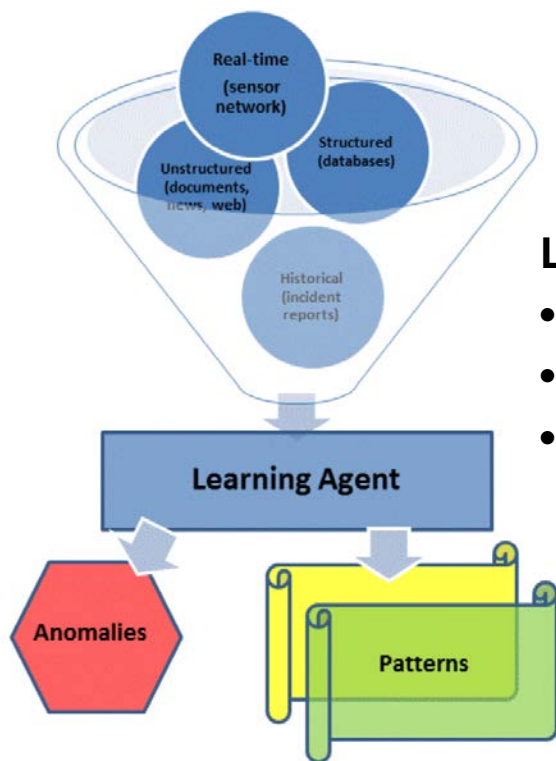 Real-time
(sensor
network)
Structured
(databases)
Unstructured
(documents,
news, web)
Historical
(incident
reports)
L
•
•
•
Learning Agent
Anomalies
Patterns